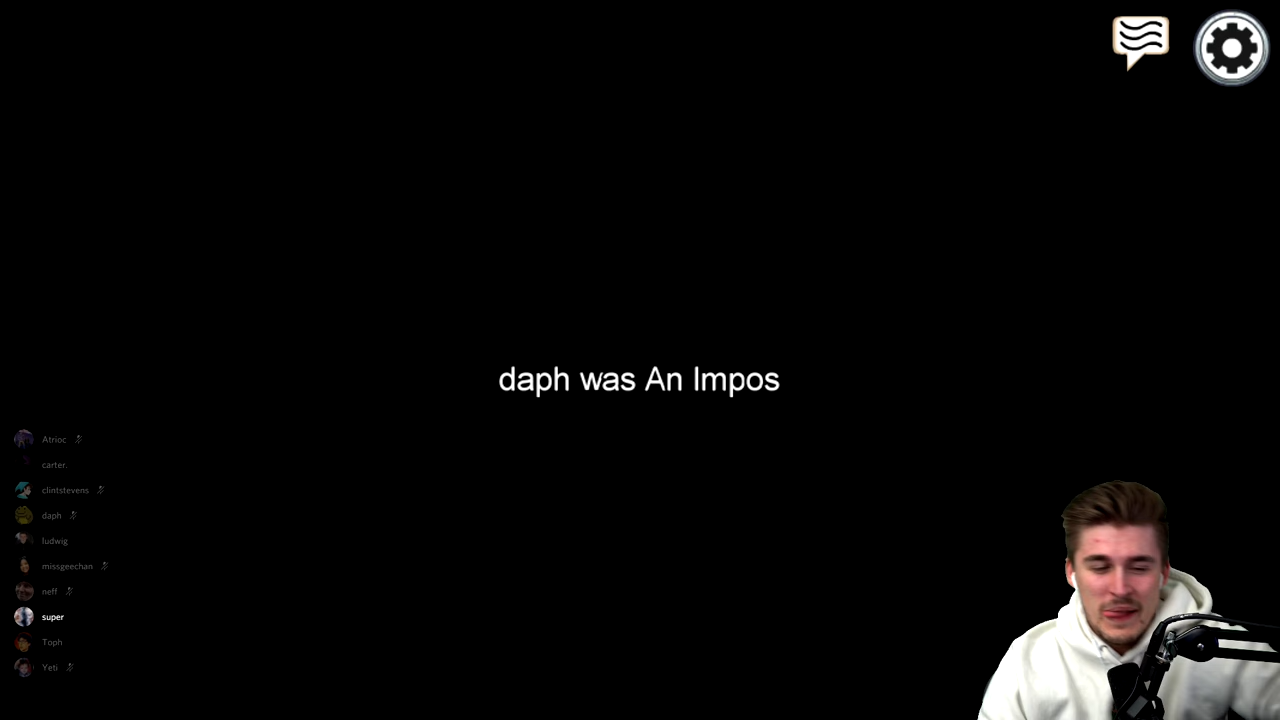 daph was An Impos
Atrioc
carter.
clintstevens
daph
ludwig
missgeechan
neff
super
Toph
Yeti